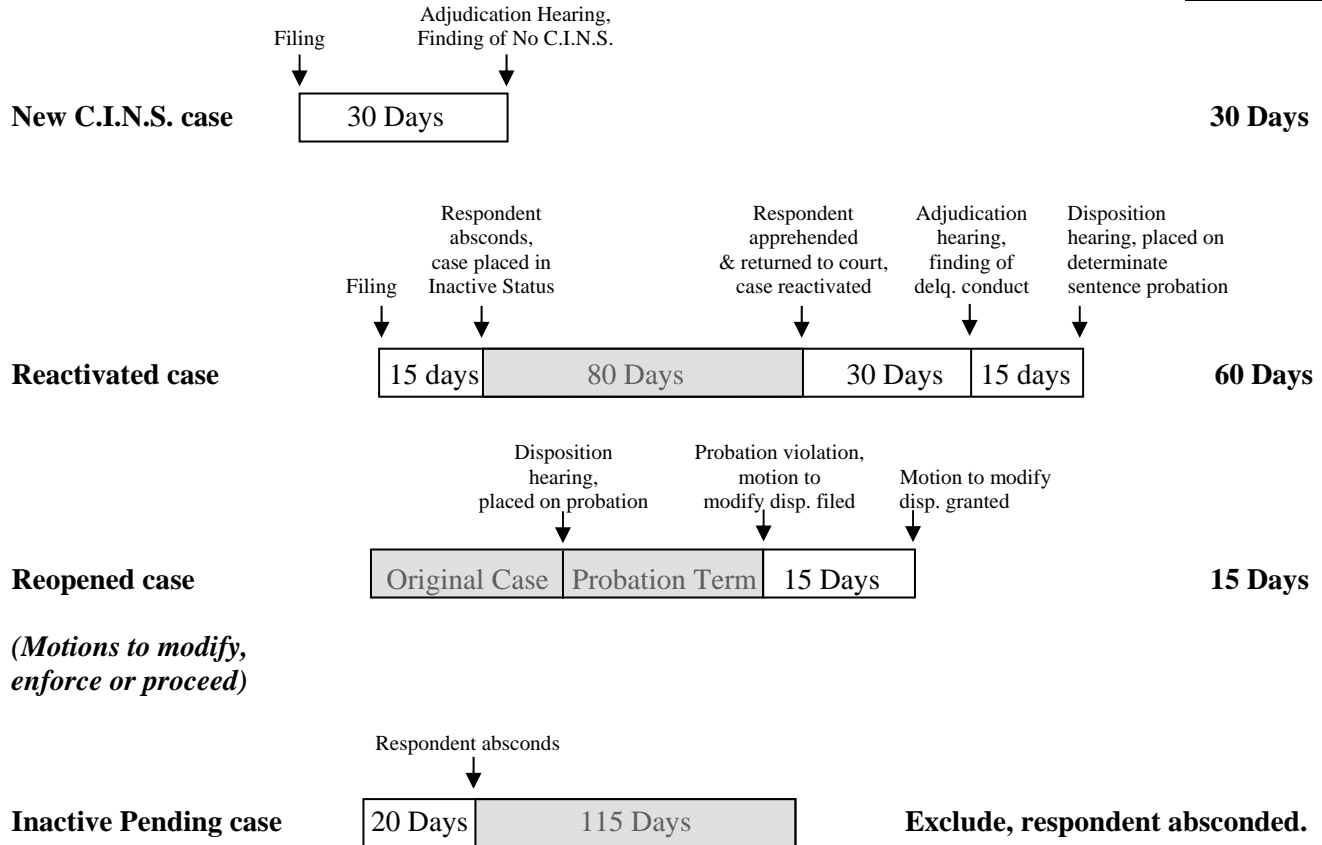 Adjudication Hearing,
Filing Finding of No C.I.N.S.
New C.I.N.S. case 30 Days 30 Days
Respondent
absconds,
case placed in
Inactive Status
Respondent
apprehended
& returned to court,
case reactivated
Adjudication
hearing,
finding of
delq. conduct
Disposition
hearing, placed on
determinate
sentence probation
Filing
Reactivated case 15 days 80 Days 30 Days 15 days 60 Days
Disposition
hearing,
placed on probation
Probation violation,
motion to
modify disp. filed
Motion to modify
disp. granted
Reopened case Original Case Probation Term 15 Days 15 Days
(Motions to modify,
enforce or proceed)
Respondent absconds
Inactive Pending case 20 Days 115 Days Exclude, respondent absconded.